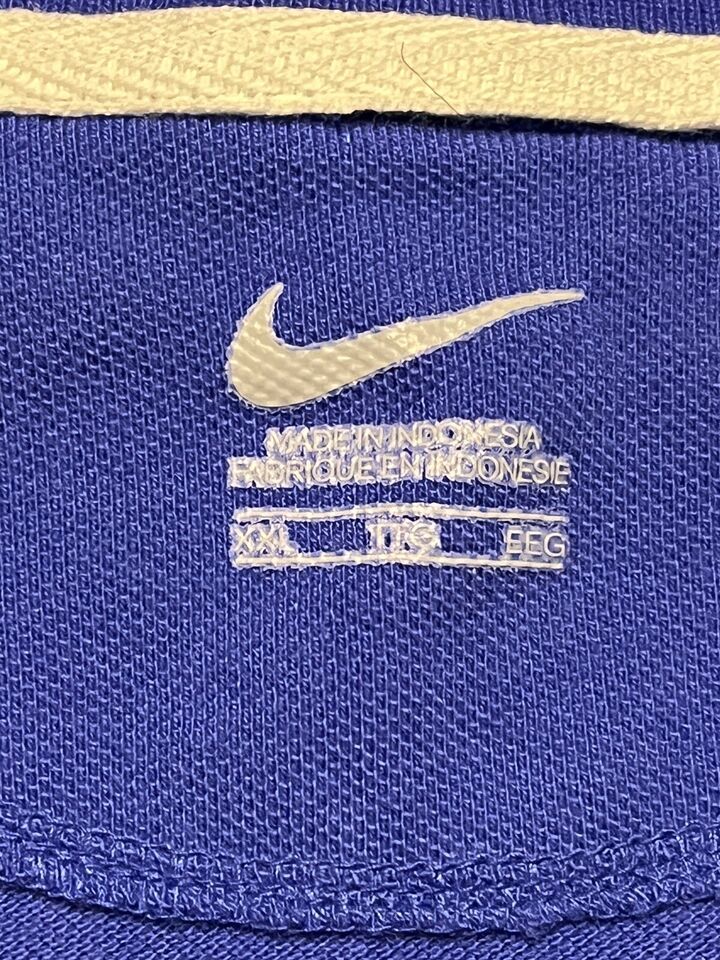 MADE IN INDONESIA
FABRIQUE EN INDONESIE
XXL TTG EEG